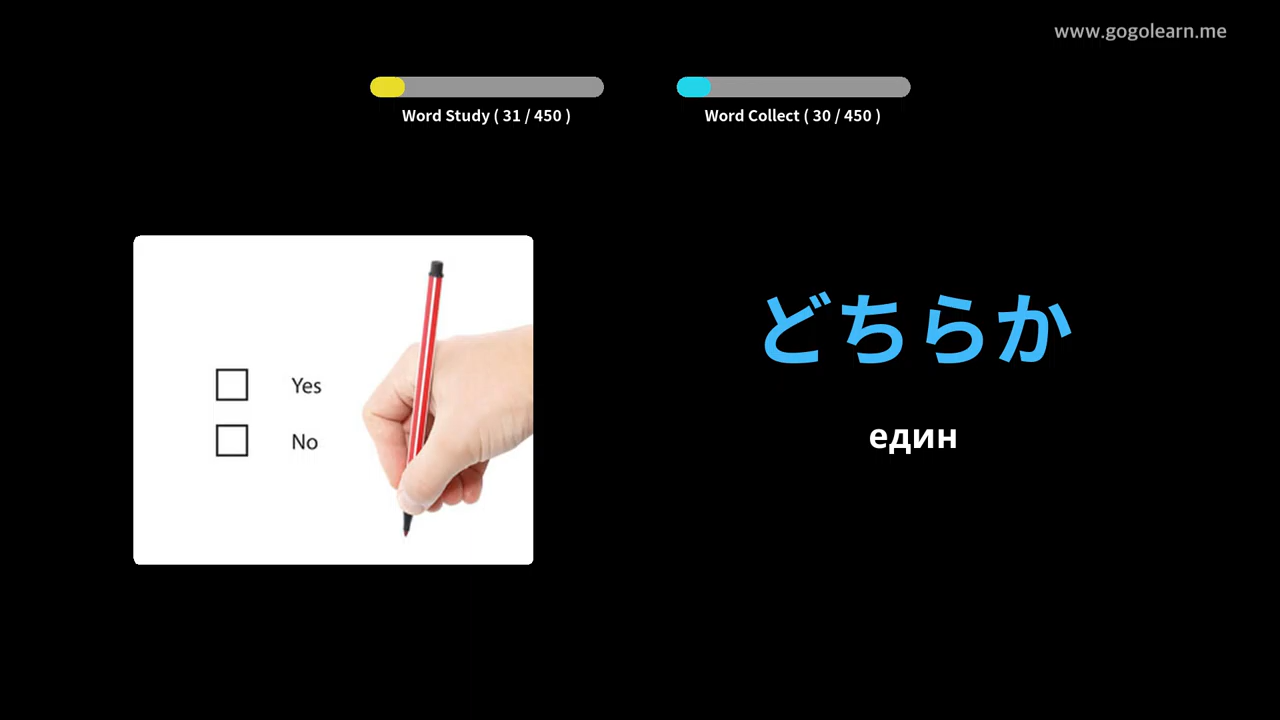 www.gogolearn.me
Word Study ( 31 / 450 )
Word Collect ( 30 / 450 )
Yes
No
どちらか
един